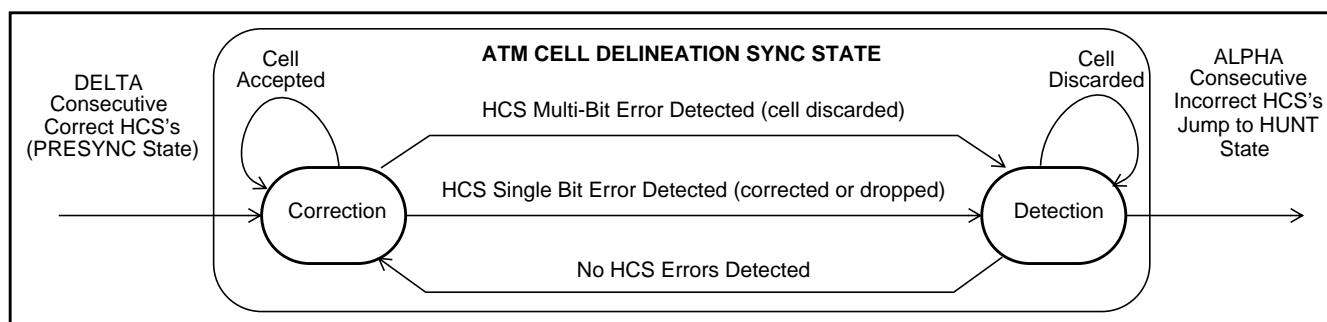 ATM CELL DELINEATION SYNC STATE
DELTA
Consecutive
Correct HCS's
(PRESYNC State)
Cell
Accepted
HCS Multi-Bit Error Detected (cell discarded)
Cell
Discarded
ALPHA
Consecutive
Incorrect HCS's
Jump to HUNT
State
HCS Single Bit Error Detected (corrected or dropped)
Correction
Detection
No HCS Errors Detected